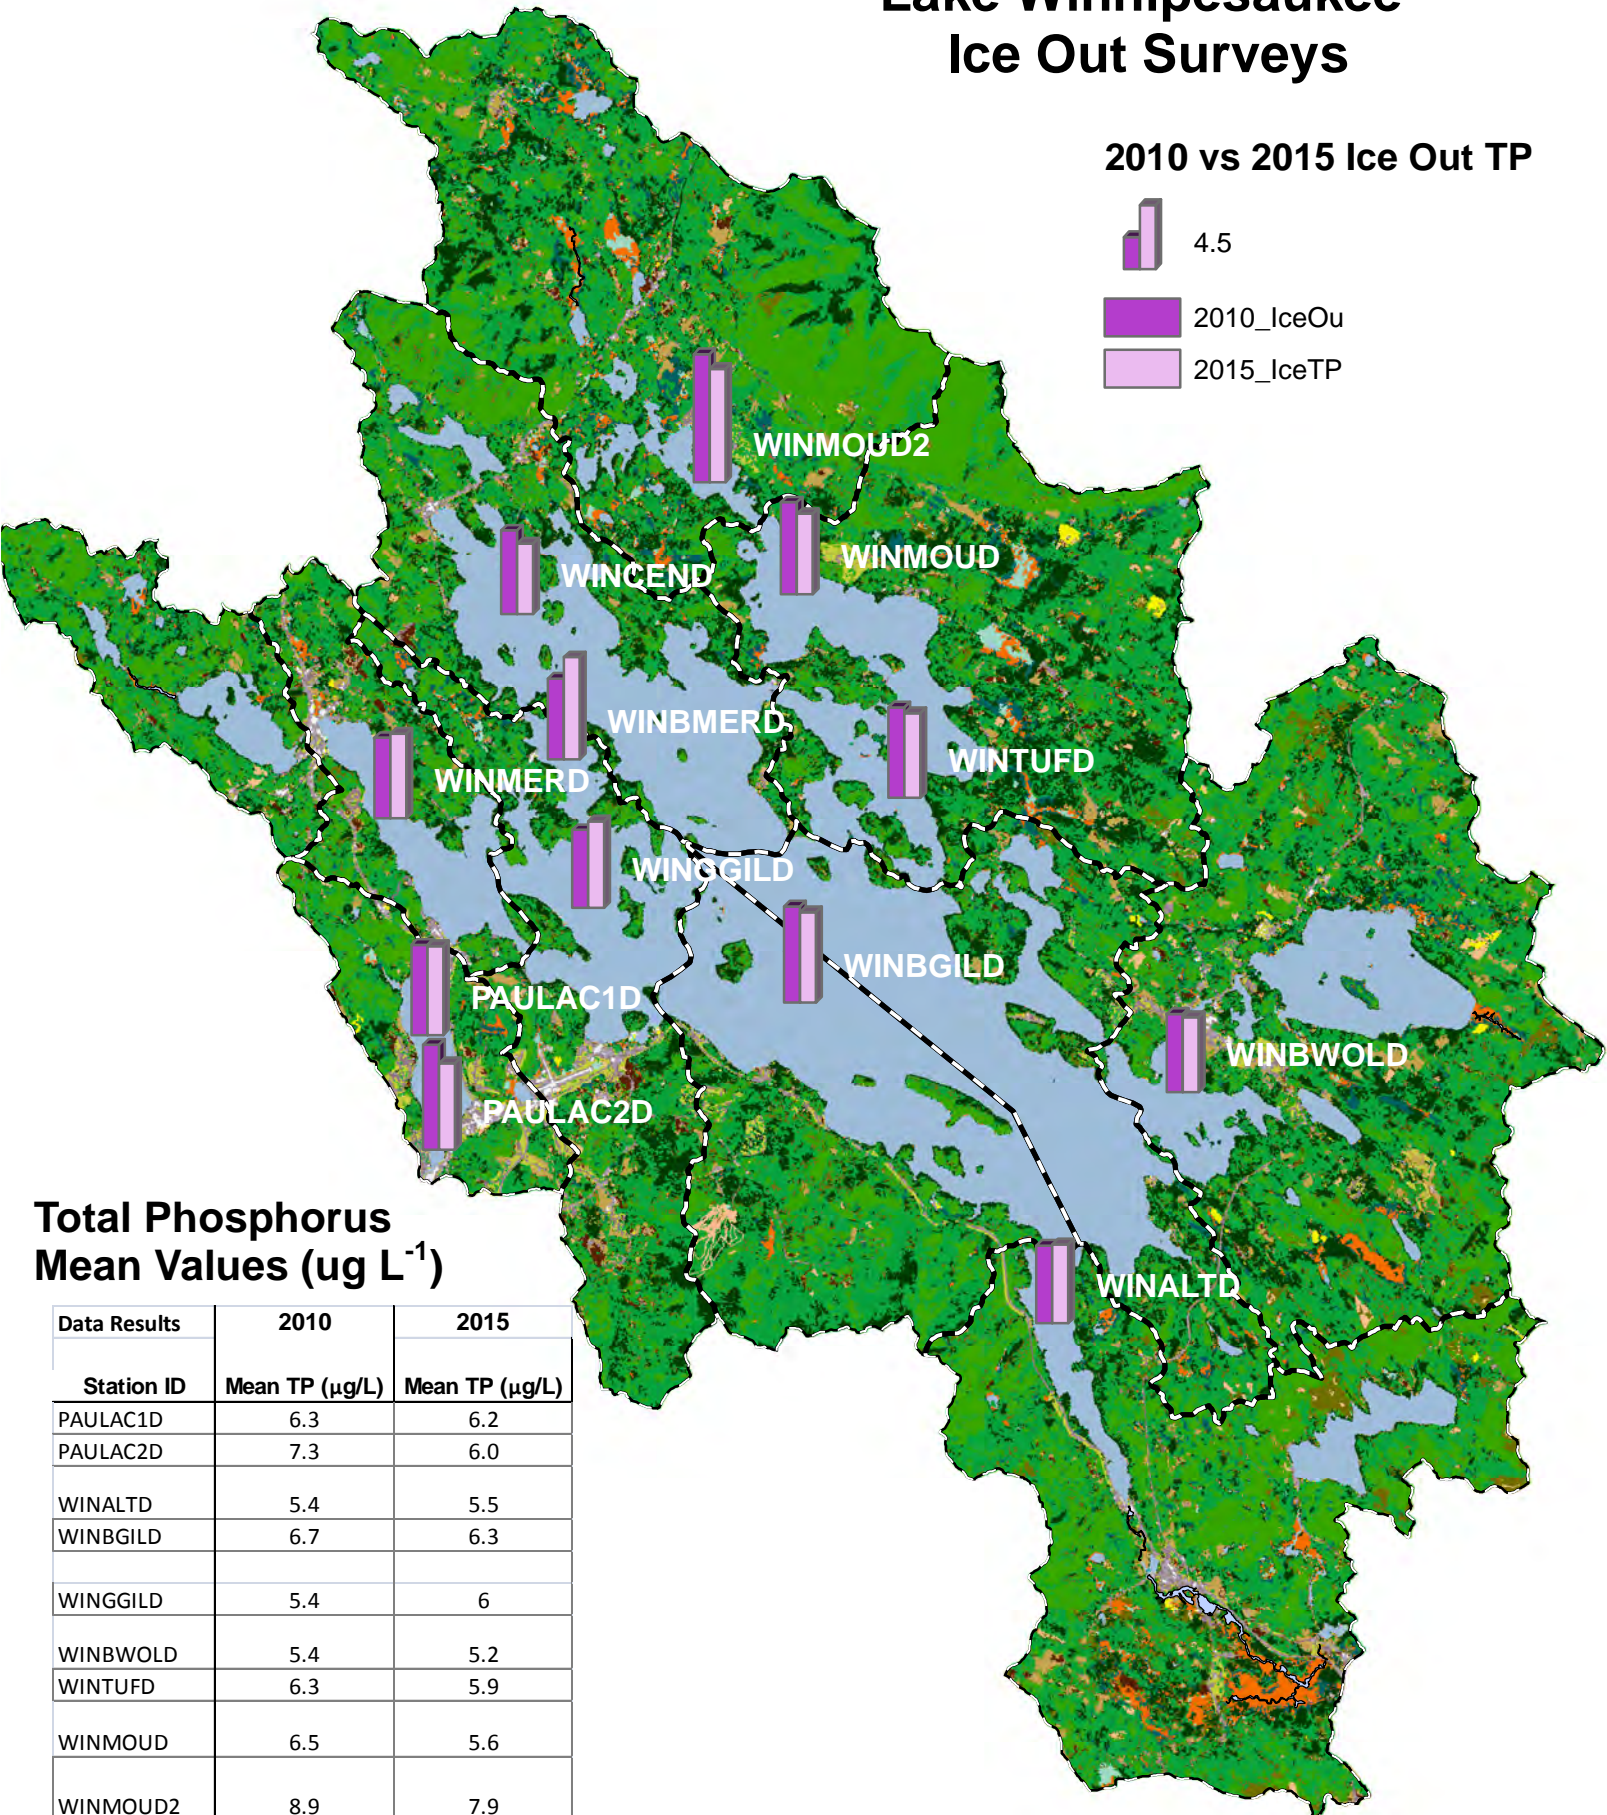 Lake Winnipesaukee
Ice Out Surveys
2010 vs 2015 Ice Out TP
4.5
2010_IceOu
2015_IceTP
WINMOUD2
WINMOUD
WINCEND
WINBMERD
WINTUFD
WINMERD
WINGGILD
WINBGILD
PAULAC1D
WINBWOLD
PAULAC2D
WINALTD
Total Phosphorus
Mean Values (ug L-1)
Data Results 2010 2015
Station ID Mean TP (µg/L) Mean TP (µg/L)
PAULAC1D 6.3 6.2
PAULAC2D 7.3 6.0
WINALTD 5.4 5.5
WINBGILD 6.7 6.3
WINGGILD 5.4 6
WINBWOLD 5.4 5.2
WINTUFD 6.3 5.9
WINMOUD 6.5 5.6
WINMOUD2 8.9 7.9